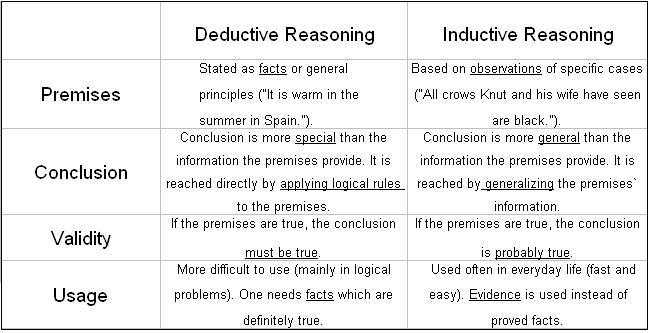 Deductive Reasoning
Inductive Reasoning
Premises
Stated as facts or general
principles ("It is warm in the
summer in Spain.").
Based on observations of specific cases
("All crows Knut and his wife have seen
are black.").
Conclusion
Conclusion is more special than the
information the premises provide. It is
reached directly by applying logical rules
to the premises.
Conclusion is more general than the
information the premises provide. It is
reached by generalizing the premises`
information.
Validity
If the premises are true, the conclusion
must be true.
If the premises are true, the conclusion
is probably true.
Usage
More difficult to use (mainly in logical
problems). One needs facts which are
definitely true.
Used often in everyday life (fast and
easy). Evidence is used instead of
proved facts.